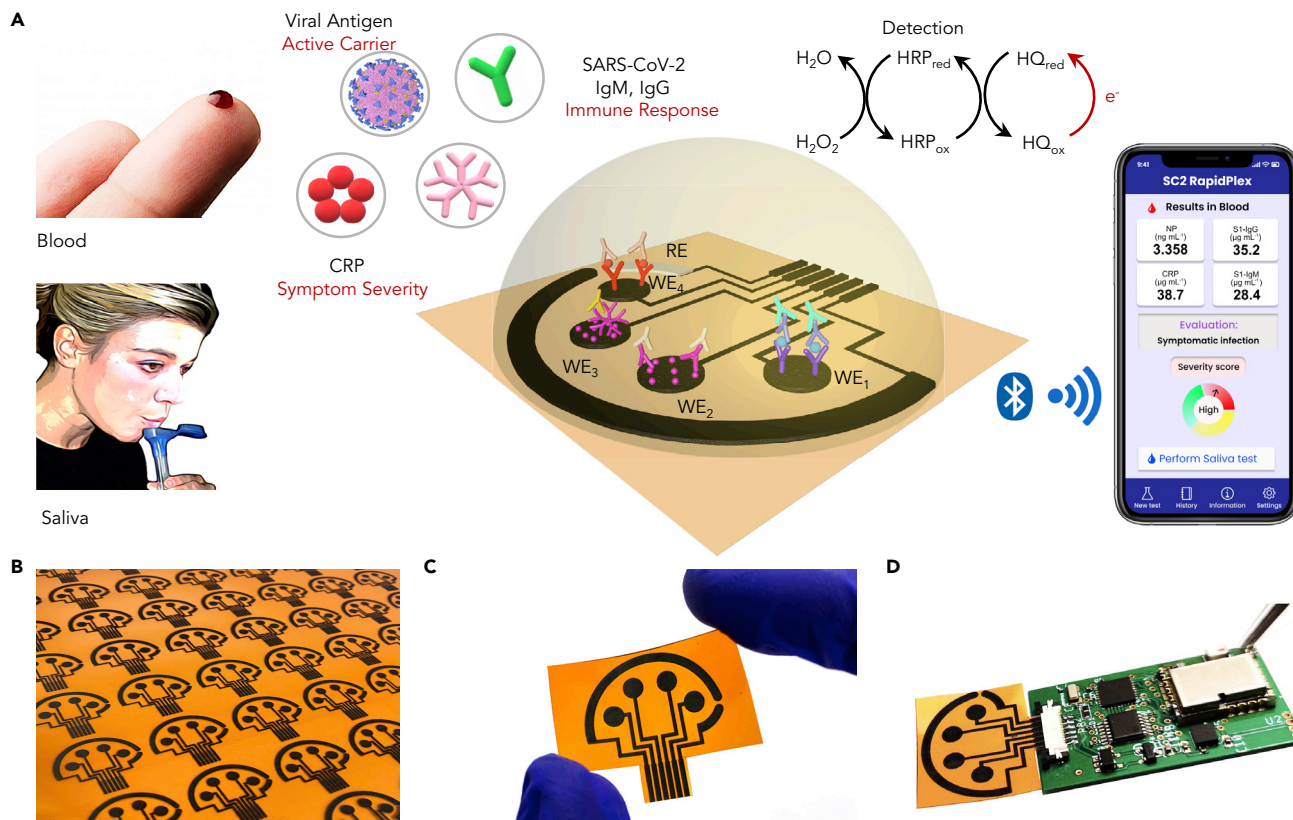 A
Blood
Saliva
Viral Antigen
Active Carrier
SARS-CoV-2
IgM, IgG
Immune Response
CRP
Symptom Severity
Detection
H₂O
HRPred
HQred
e⁻
H₂O₂
HRPox
HQox
RE
WE₄
WE₃
WE₂
WE₁
9:41
SC2 RapidPlex
Results in Blood
NP
(ng mL⁻¹)
3.358
S1-IgG
(µg mL⁻¹)
35.2
CRP
(µg mL⁻¹)
38.7
S1-IgM
(µg mL⁻¹)
28.4
Evaluation:
Symptomatic infection
Severity score
High
Perform Saliva test
New test
History
Information
Settings
B
C
D
U2